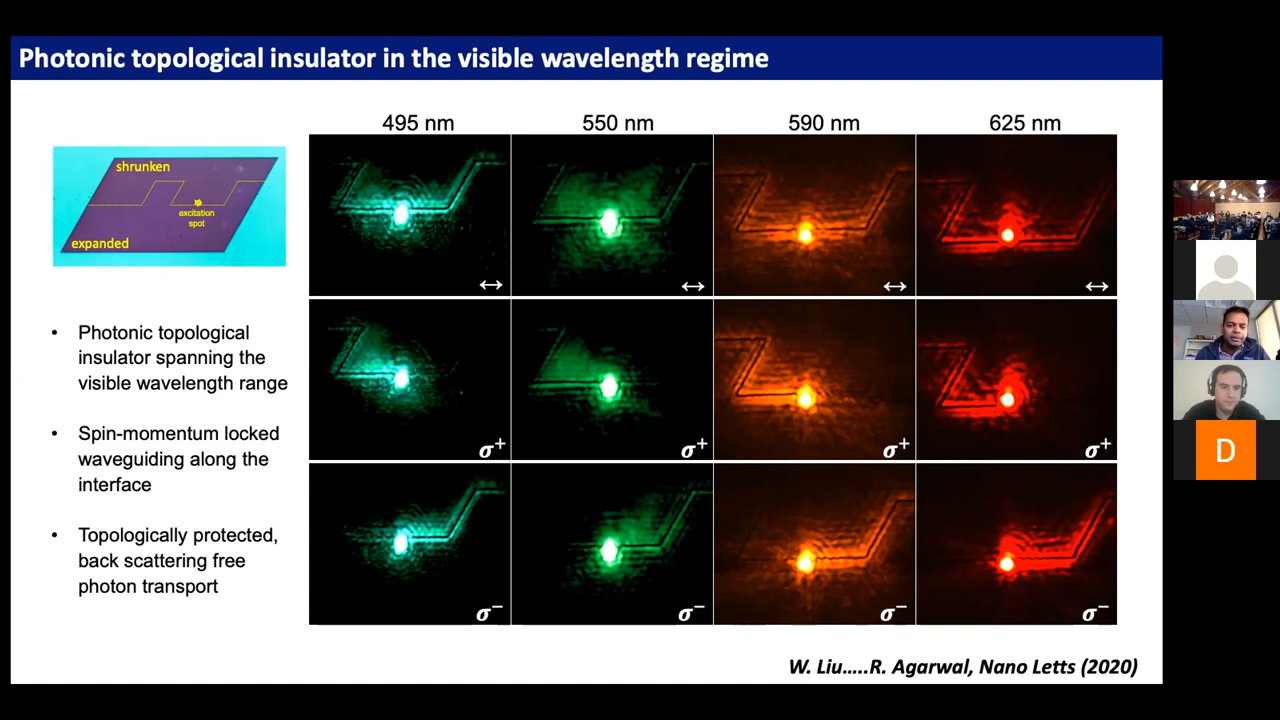 Photonic topological insulator in the visible wavelength regime
495 nm
550 nm
590 nm
625 nm
shrunken
excitation
spot
expanded
• Photonic topological
insulator spanning the
visible wavelength range
• Spin-momentum locked
waveguiding along the
interface
• Topologically protected,
back scattering free
photon transport
↔ ↔ ↔ ↔
σ⁺ σ⁺ σ⁺ σ⁺
σ⁻ σ⁻ σ⁻ σ⁻
W. Liu.....R. Agarwal, Nano Letts (2020)
D